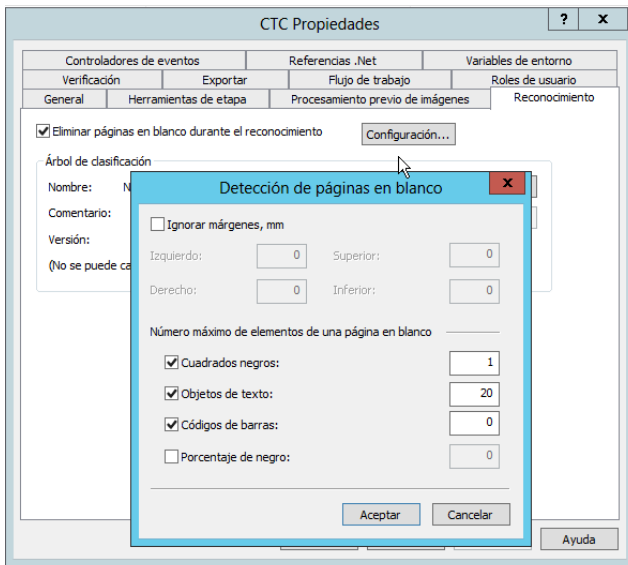 CTC Propiedades
? x
Controladores de eventos Referencias .Net Variables de entorno
Verificación Exportar Flujo de trabajo Roles de usuario
General Herramientas de etapa Procesamiento previo de imágenes Reconocimiento
Eliminar páginas en blanco durante el reconocimiento Configuración...
Árbol de clasificación
Nombre: N
Comentario:
Versión:
(No se puede ca
Detección de páginas en blanco
x
Ignorar márgenes, mm
Izquierdo: 0 Superior: 0
Derecho: 0 Inferior: 0
Número máximo de elementos de una página en blanco
Cuadrados negros: 1
Objetos de texto: 20
Códigos de barras: 0
Porcentaje de negro: 0
Aceptar Cancelar
Ayuda